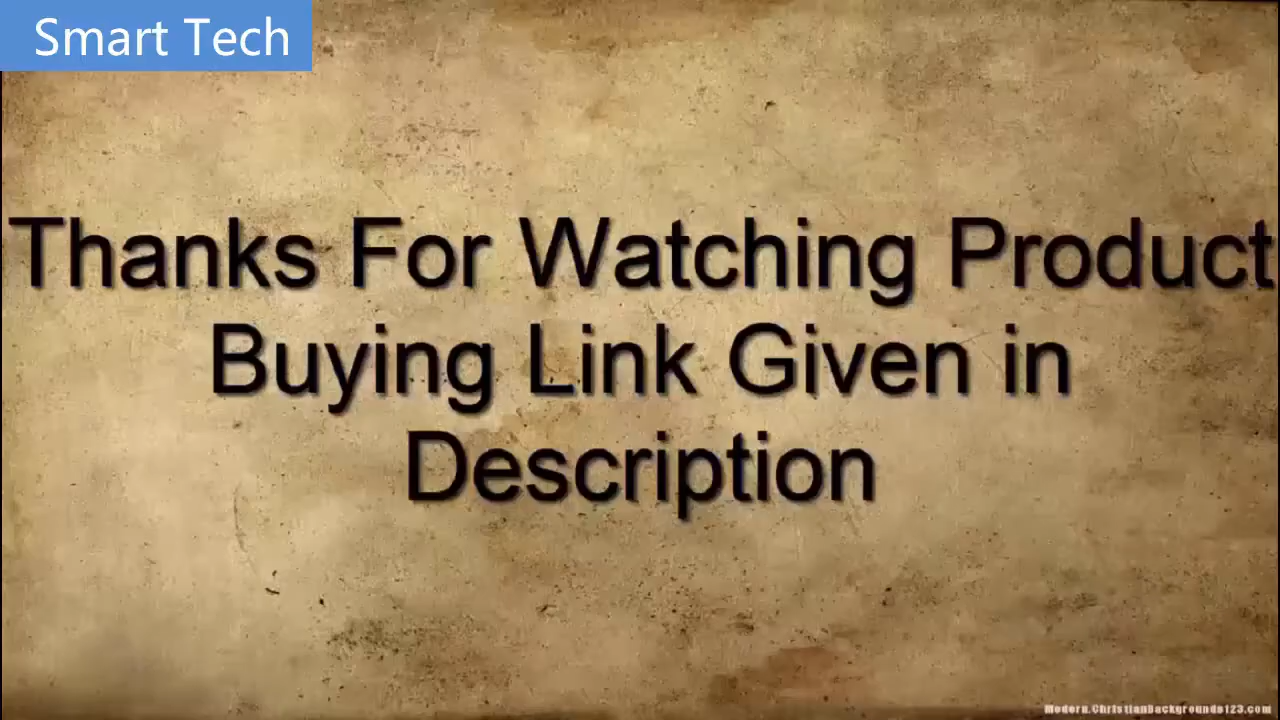 Smart Tech
Thanks For Watching Product
Buying Link Given in
Description
Modern.ChristianBackgrounds123.com